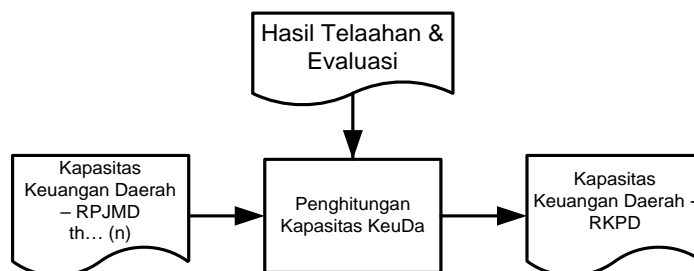 Hasil Telaahan &
Evaluasi
Kapasitas
Keuangan Daerah
– RPJMD
th… (n)
Penghitungan
Kapasitas KeuDa
Kapasitas
Keuangan Daerah -
RKPD